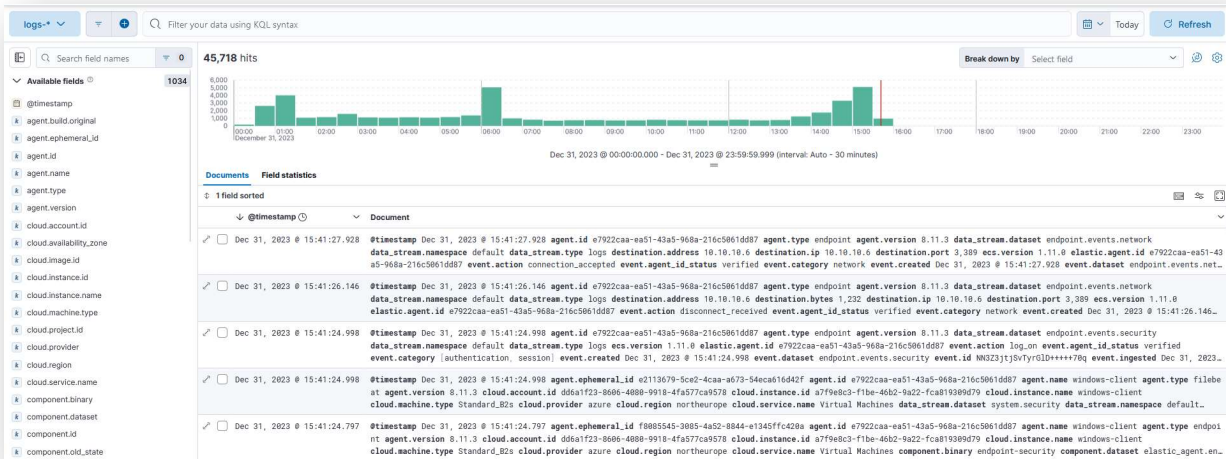 logs-*
Filter your data using KQL syntax
Today
Refresh
Search field names
0
Available fields
1034
@timestamp
agent.build.original
agent.ephemeral_id
agent.id
agent.name
agent.type
agent.version
cloud.account.id
cloud.availability_zone
cloud.image.id
cloud.instance.id
cloud.instance.name
cloud.machine.type
cloud.project.id
cloud.provider
cloud.region
cloud.service.name
component.binary
component.dataset
component.id
component.old_state
45,718 hits
Break down by Select field
6,000
5,000
4,000
3,000
2,000
1,000
0
00:00 01:00 02:00 03:00 04:00 05:00 06:00 07:00 08:00 09:00 10:00 11:00 12:00 13:00 14:00 15:00 16:00 17:00 18:00 19:00 20:00 21:00 22:00 23:00
December 31, 2023
Dec 31, 2023 @ 00:00:00.000 - Dec 31, 2023 @ 23:59:59.999 (interval: Auto - 30 minutes)
Documents Field statistics
1 field sorted
@timestamp Document
Dec 31, 2023 @ 15:41:27.928 @timestamp Dec 31, 2023 @ 15:41:27.928 agent.id e7922caa-ea51-43a5-968a-216c5061dd87 agent.type endpoint agent.version 8.11.3 data_stream.dataset endpoint.events.network
data_stream.namespace default data_stream.type logs destination.address 10.10.10.6 destination.ip 10.10.10.6 destination.port 3,389 ecs.version 1.11.0 elastic.agent.id e7922caa-ea51-43
a5-968a-216c5061dd87 event.action connection_accepted event.agent_id_status verified event.category network event.created Dec 31, 2023 @ 15:41:27.928 event.dataset endpoint.events.net…
Dec 31, 2023 @ 15:41:26.146 @timestamp Dec 31, 2023 @ 15:41:26.146 agent.id e7922caa-ea51-43a5-968a-216c5061dd87 agent.type endpoint agent.version 8.11.3 data_stream.dataset endpoint.events.network
data_stream.namespace default data_stream.type logs destination.address 10.10.10.6 destination.bytes 1,232 destination.ip 10.10.10.6 destination.port 3,389 ecs.version 1.11.0
elastic.agent.id e7922caa-ea51-43a5-968a-216c5061dd87 event.action disconnect_received event.agent_id_status verified event.category network event.created Dec 31, 2023 @ 15:41:26.146…
Dec 31, 2023 @ 15:41:24.998 @timestamp Dec 31, 2023 @ 15:41:24.998 agent.id e7922caa-ea51-43a5-968a-216c5061dd87 agent.type endpoint agent.version 8.11.3 data_stream.dataset endpoint.events.security
data_stream.namespace default data_stream.type logs ecs.version 1.11.0 elastic.agent.id e7922caa-ea51-43a5-968a-216c5061dd87 event.action log_on event.agent_id_status verified
event.category [authentication, session] event.created Dec 31, 2023 @ 15:41:24.998 event.dataset endpoint.events.security event.id NN3Z3jtjSvTyrGlD+++++70q event.ingested Dec 31, 2023…
Dec 31, 2023 @ 15:41:24.998 @timestamp Dec 31, 2023 @ 15:41:24.998 agent.ephemeral_id e2113679-5ce2-4caa-a673-54eca616d42f agent.id e7922caa-ea51-43a5-968a-216c5061dd87 agent.name windows-client agent.type filebe
at agent.version 8.11.3 cloud.account.id dd6a1f23-8606-4080-9918-4fa577ca9578 cloud.instance.id a7f9e8c3-f1be-46b2-9a22-fca819309d79 cloud.instance.name windows-client
cloud.machine.type Standard_B2s cloud.provider azure cloud.region northeurope cloud.service.name Virtual Machines data_stream.dataset system.security data_stream.namespace default…
Dec 31, 2023 @ 15:41:24.797 @timestamp Dec 31, 2023 @ 15:41:24.797 agent.ephemeral_id f8085545-3085-4a52-8844-e1345ffc420a agent.id e7922caa-ea51-43a5-968a-216c5061dd87 agent.name windows-client agent.type endpoi
nt agent.version 8.11.3 cloud.account.id dd6a1f23-8606-4080-9918-4fa577ca9578 cloud.instance.id a7f9e8c3-f1be-46b2-9a22-fca819309d79 cloud.instance.name windows-client
cloud.machine.type Standard_B2s cloud.provider azure cloud.region northeurope cloud.service.name Virtual Machines component.binary endpoint-security component.dataset elastic_agent.en…